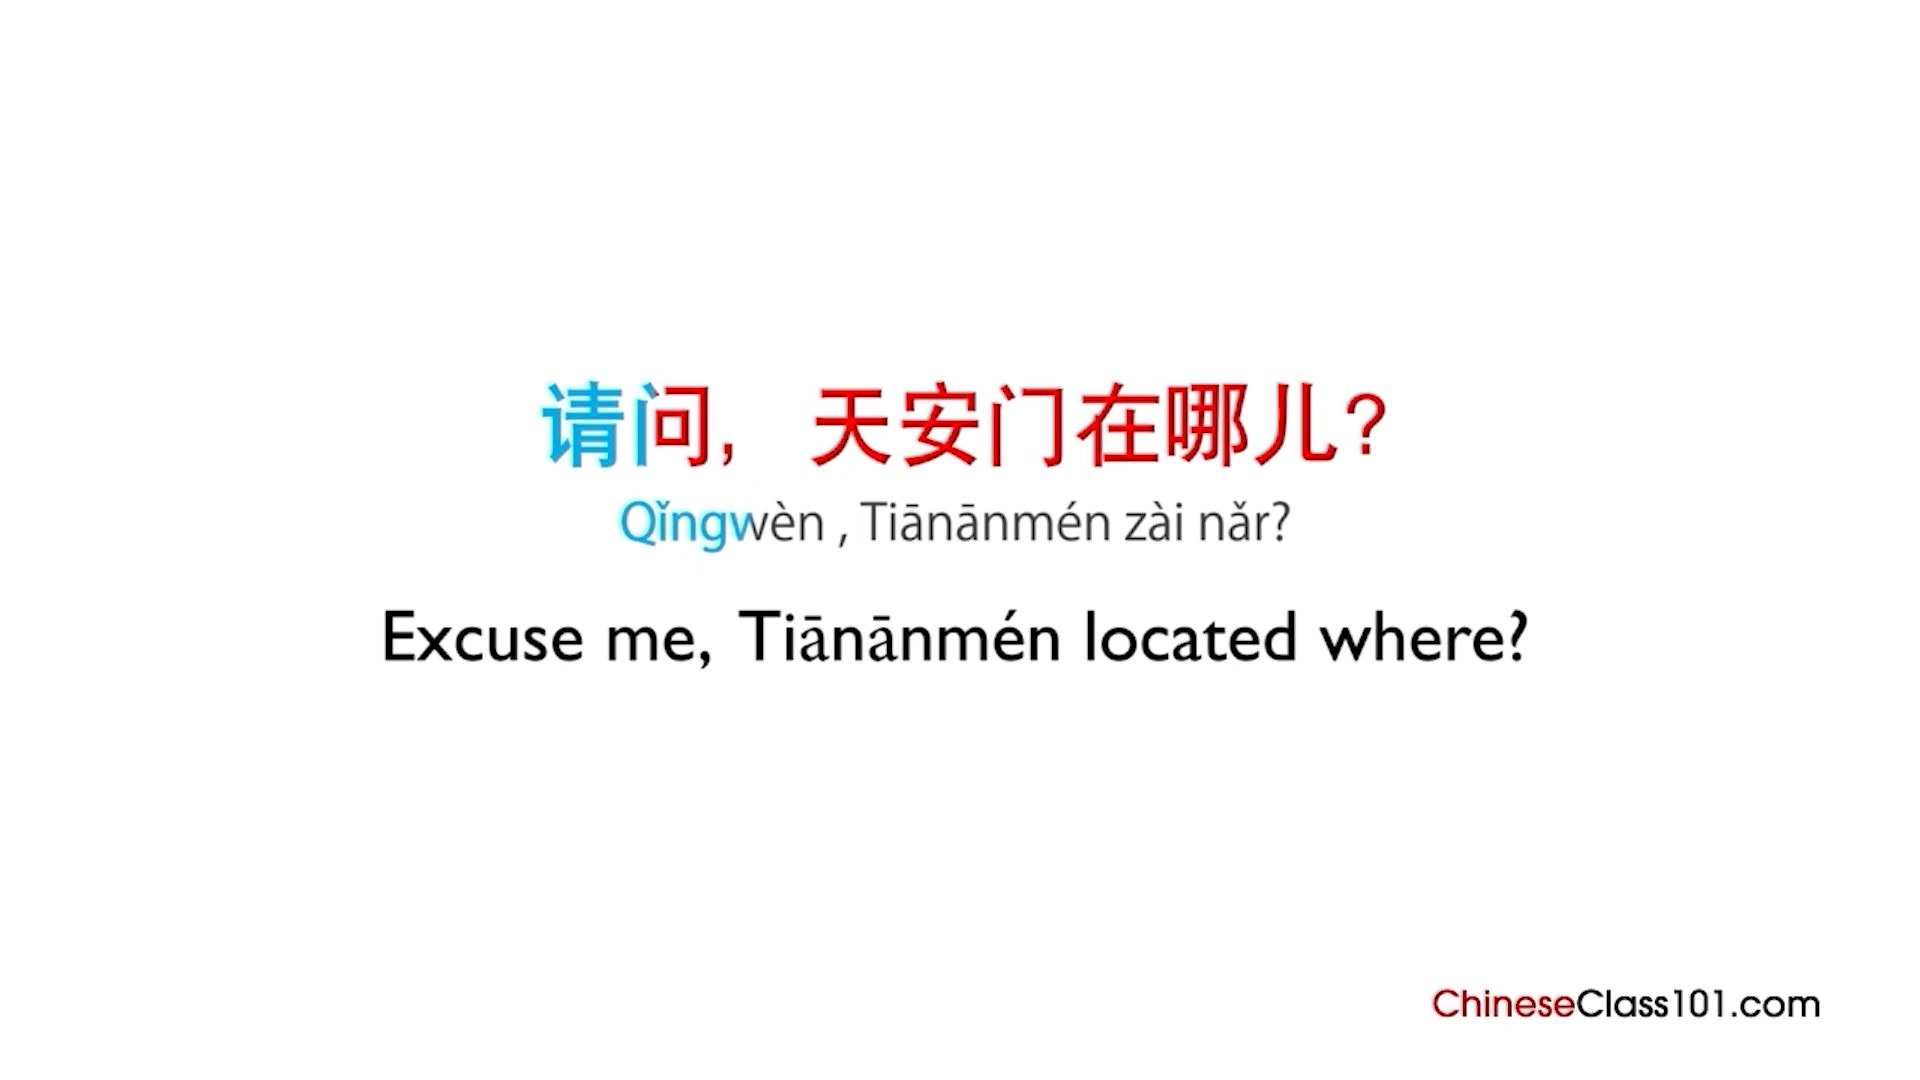 请问，天安门在哪儿？
Qǐngwèn , Tiānānmén zài nǎr?
Excuse me, Tiānānmén located where?
ChineseClass101.com